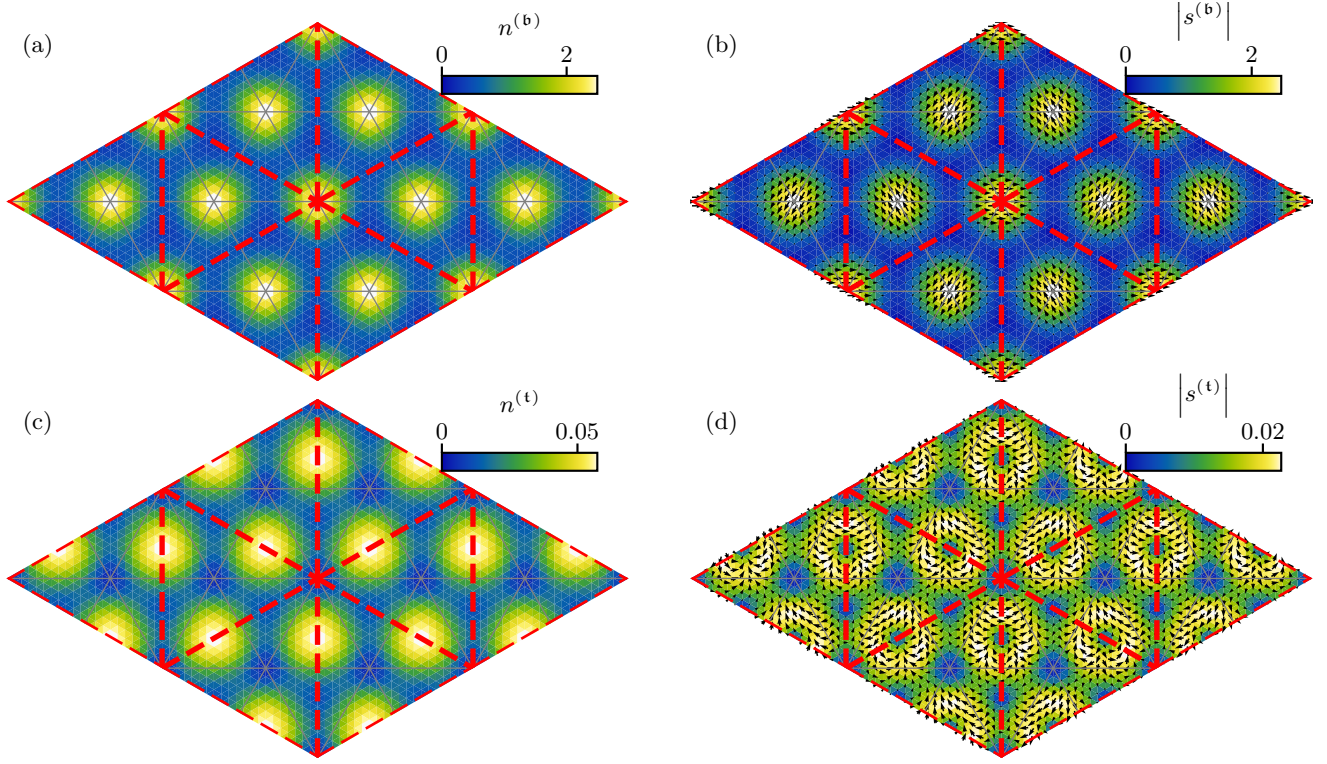 (a)
n^(𝔟)
0 2
(b)
|s^(𝔟)|
0 2
(c)
n^(𝔱)
0 0.05
(d)
|s^(𝔱)|
0 0.02